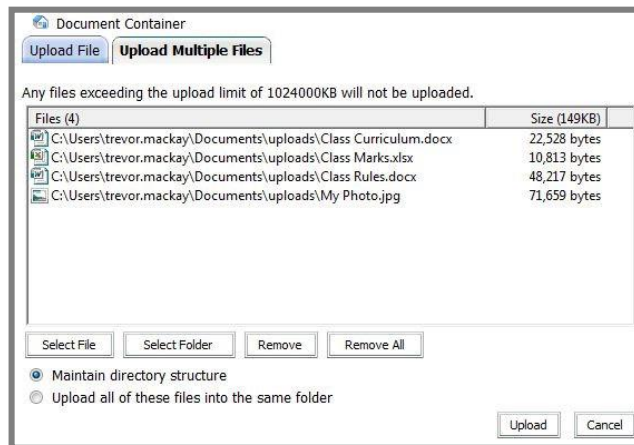 Document Container
Upload File Upload Multiple Files
Any files exceeding the upload limit of 1024000KB will not be uploaded.
Files (4) Size (149KB)
C:\Users\trevor.mackay\Documents\uploads\Class Curriculum.docx 22,528 bytes
C:\Users\trevor.mackay\Documents\uploads\Class Marks.xlsx 10,813 bytes
C:\Users\trevor.mackay\Documents\uploads\Class Rules.docx 48,217 bytes
C:\Users\trevor.mackay\Documents\uploads\My Photo.jpg 71,659 bytes
Select File Select Folder Remove Remove All
Maintain directory structure
Upload all of these files into the same folder
Upload Cancel